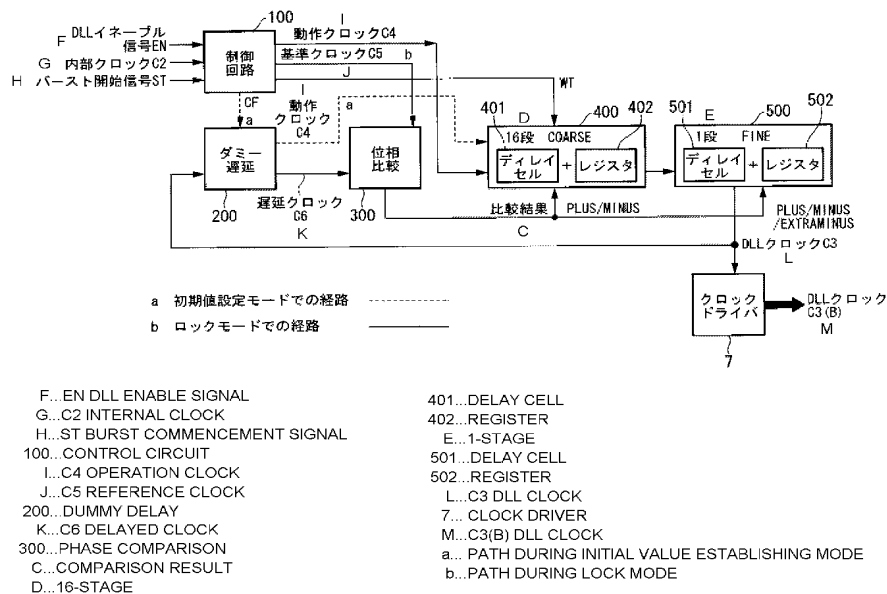 100
F
DLLイネーブル
信号EN
G 内部クロックC2
H バースト開始信号ST
制御
回路
I
動作クロックC4
基準クロックC5
b
J
WT
CF
a
I
動作
クロック
C4
a
ダミー
遅延
200
位相
比較
300
遅延クロック
C6
K
D
401
400
402
16段 COARSE
ディレイ
セル
+
レジスタ
E
501
500
502
1段 FINE
ディレイ
セル
+
レジスタ
比較結果 PLUS/MINUS
C
PLUS/MINUS
/EXTRAMINUS
DLLクロックC3
L
クロック
ドライバ
7
DLLクロック
C3(B)
M
a 初期値設定モードでの経路
b ロックモードでの経路
F...EN DLL ENABLE SIGNAL
G...C2 INTERNAL CLOCK
H...ST BURST COMMENCEMENT SIGNAL
100...CONTROL CIRCUIT
I...C4 OPERATION CLOCK
J...C5 REFERENCE CLOCK
200...DUMMY DELAY
K...C6 DELAYED CLOCK
300...PHASE COMPARISON
C...COMPARISON RESULT
D...16-STAGE
401...DELAY CELL
402...REGISTER
E...1-STAGE
501...DELAY CELL
502...REGISTER
L...C3 DLL CLOCK
7... CLOCK DRIVER
M...C3(B) DLL CLOCK
a... PATH DURING INITIAL VALUE ESTABLISHING MODE
b...PATH DURING LOCK MODE